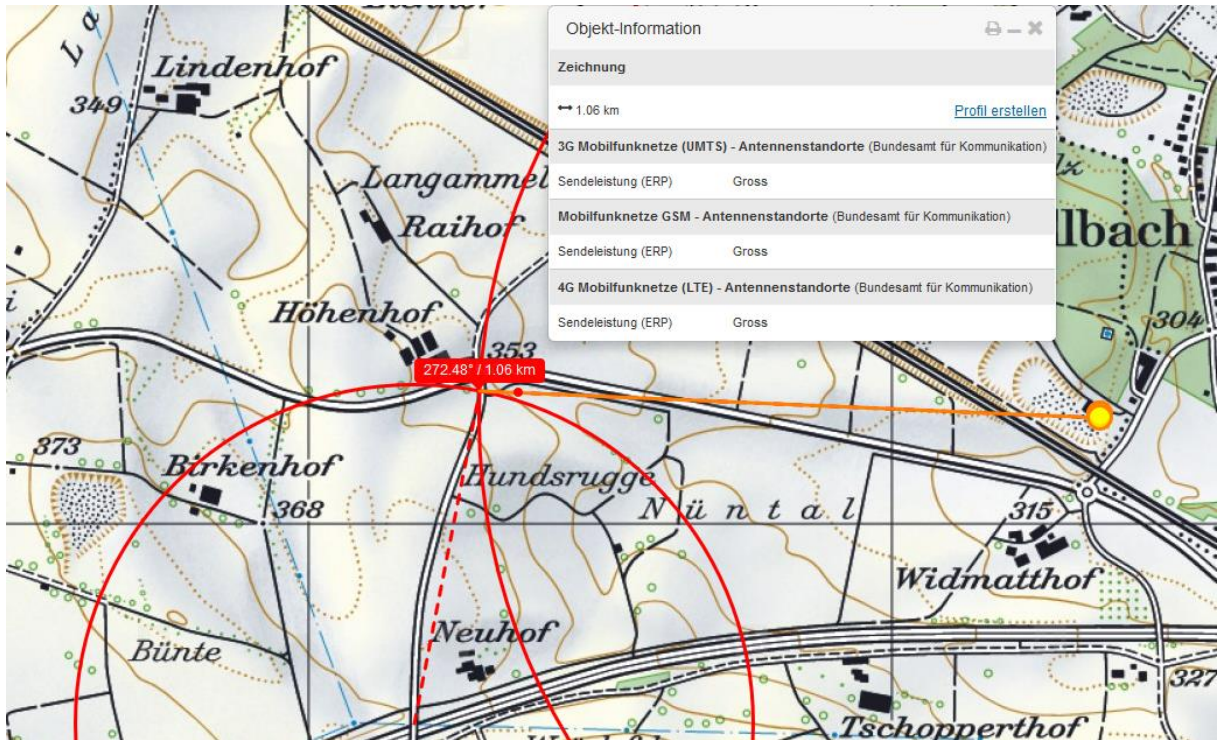 Objekt-Information
Zeichnung
1.06 km
Profil erstellen
3G Mobilfunknetze (UMTS) - Antennenstandorte (Bundesamt für Kommunikation)
Sendeleistung (ERP) Gross
Mobilfunknetze GSM - Antennenstandorte (Bundesamt für Kommunikation)
Sendeleistung (ERP) Gross
4G Mobilfunknetze (LTE) - Antennenstandorte (Bundesamt für Kommunikation)
Sendeleistung (ERP) Gross
La
Lindenhof
349
Langammel
Raihof
lbach
Höhenhof
304
353
272.48° / 1.06 km
373
Birkenhof
Hundsrugge
368
Nüntal
315
Widmatthof
Neuhof
Bünte
327
Tschopperthof